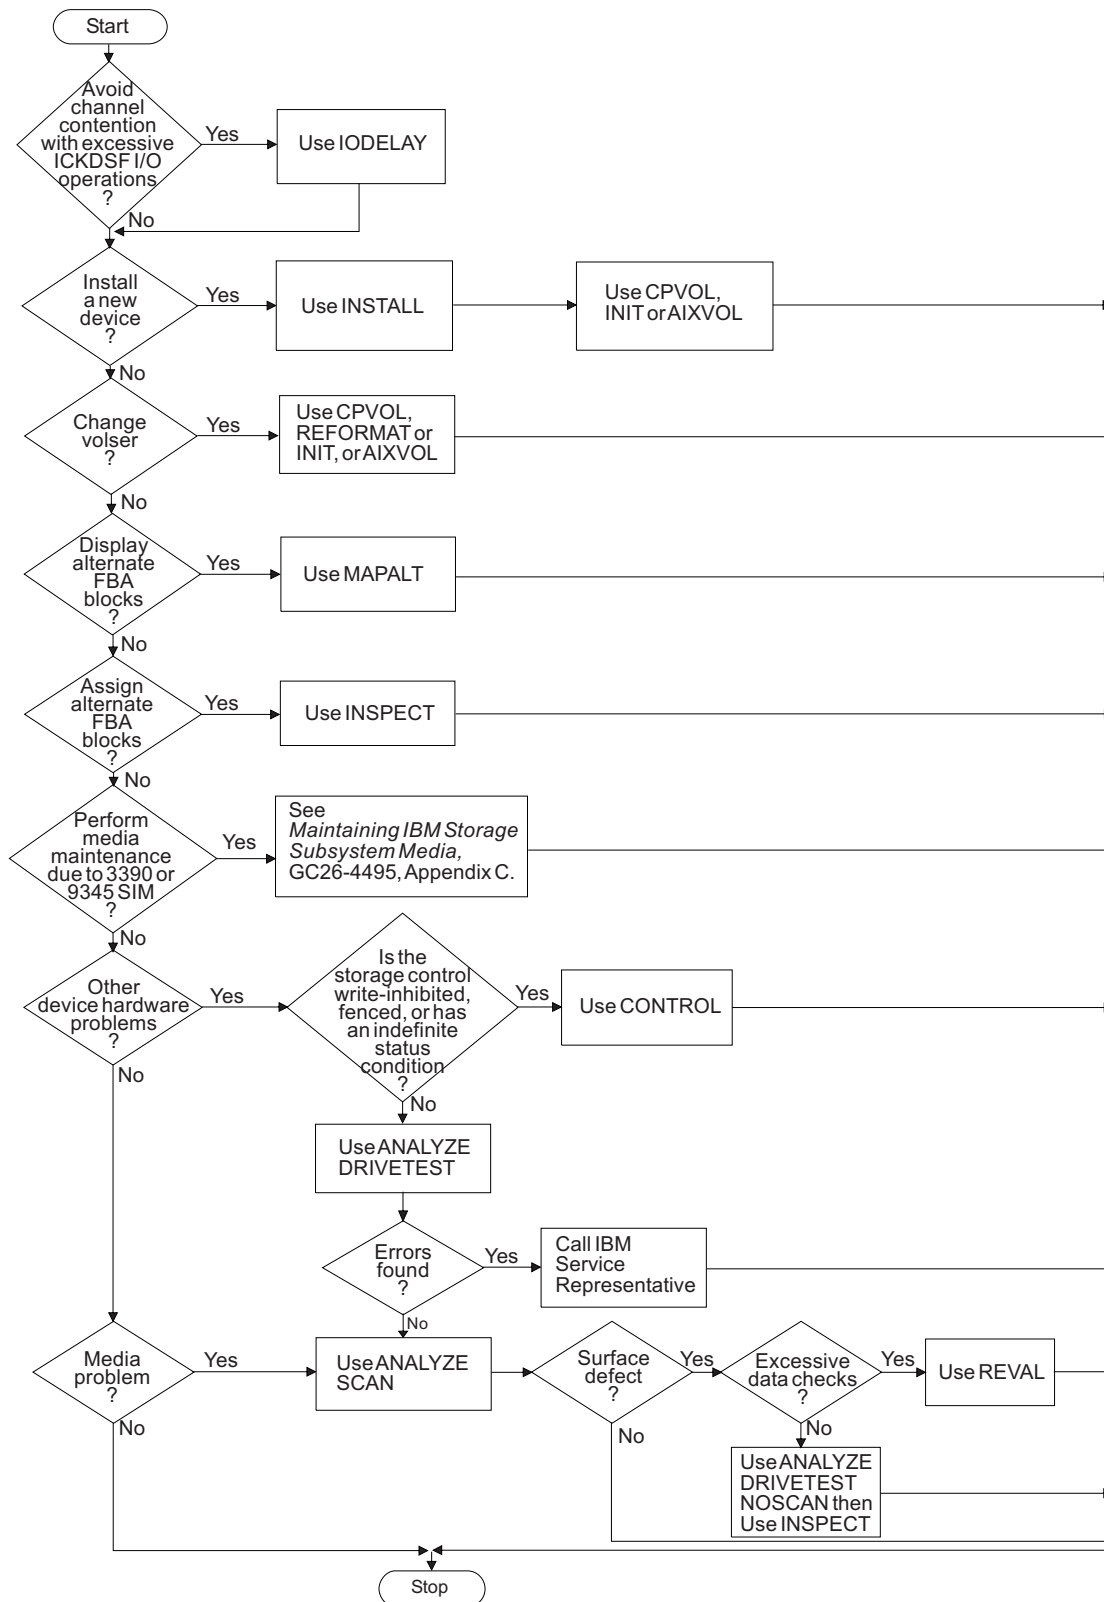 Start
Avoid
channel
contention
with excessive
ICKDSF I/O
operations
?
Yes
Use IODELAY
No
Install
a new
device
?
Yes
Use INSTALL
Use CPVOL,
INIT or AIXVOL
No
Change
volser
?
Yes
Use CPVOL,
REFORMAT or
INIT, or AIXVOL
No
Display
alternate
FBA
blocks
?
Yes
Use MAPALT
No
Assign
alternate
FBA
blocks
?
Yes
Use INSPECT
No
Perform
media
maintenance
due to 3390 or
9345 SIM
?
Yes
See
Maintaining IBM Storage
Subsystem Media,
GC26-4495, Appendix C.
No
Other
device hardware
problems
?
Yes
Is the
storage control
write-inhibited,
fenced, or has
an indefinite
status
condition
?
Yes
Use CONTROL
No
No
Use ANALYZE
DRIVETEST
Errors
found
?
Yes
Call IBM
Service
Representative
No
Media
problem
?
Yes
Use ANALYZE
SCAN
Surface
defect
?
Yes
Excessive
data checks
?
Yes
Use REVAL
No
No
No
Use ANALYZE
DRIVETEST
NOSCAN then
Use INSPECT
Stop